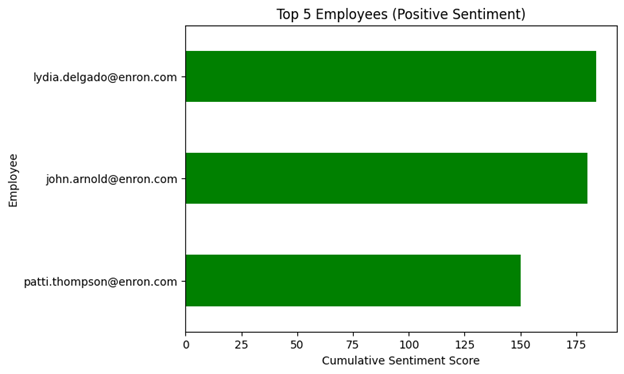 Top 5 Employees (Positive Sentiment)
lydia.delgado@enron.com
john.arnold@enron.com
patti.thompson@enron.com
Employee
0 25 50 75 100 125 150 175
Cumulative Sentiment Score